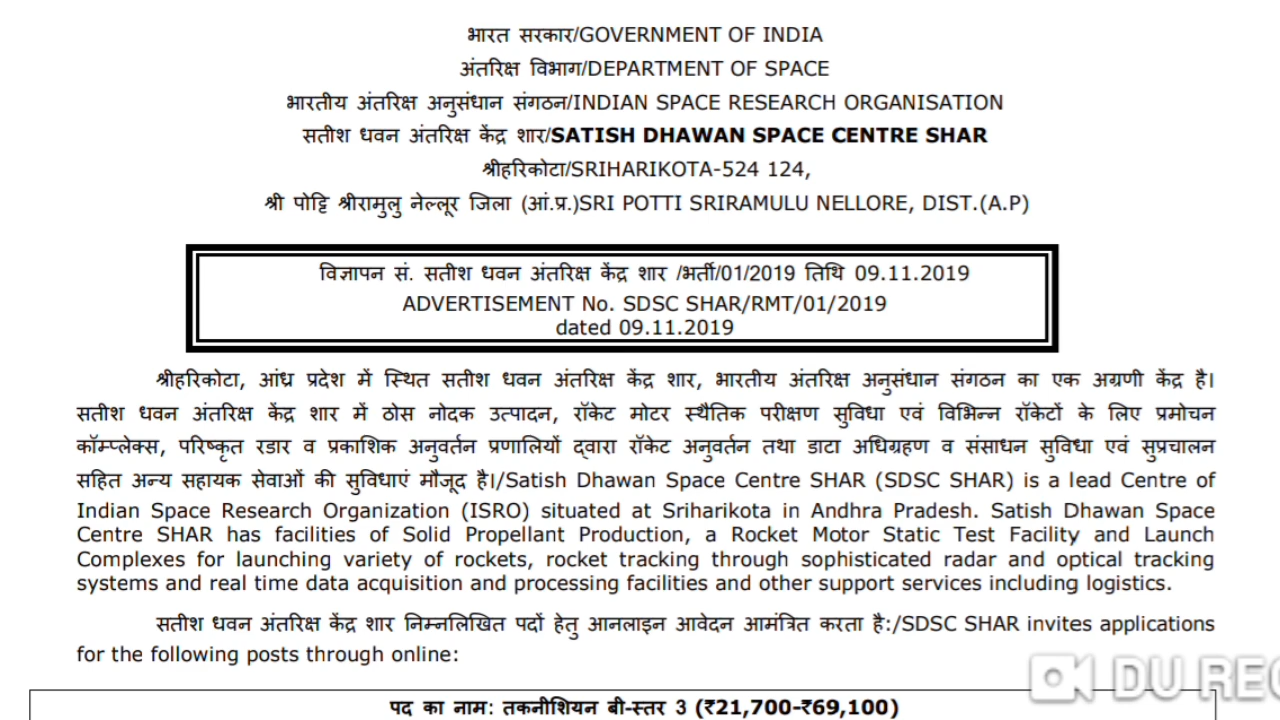 भारत सरकार/GOVERNMENT OF INDIA
अंतरिक्ष विभाग/DEPARTMENT OF SPACE
भारतीय अंतरिक्ष अनुसंधान संगठन/INDIAN SPACE RESEARCH ORGANISATION
सतीश धवन अंतरिक्ष केंद्र शार/SATISH DHAWAN SPACE CENTRE SHAR
श्रीहरिकोटा/SRIHARIKOTA-524 124,
श्री पोट्टि श्रीरामुलु नेल्लूर जिला (आं.प्र.)SRI POTTI SRIRAMULU NELLORE, DIST.(A.P)
विज्ञापन सं. सतीश धवन अंतरिक्ष केंद्र शार /भर्ती/01/2019 तिथि 09.11.2019
ADVERTISEMENT No. SDSC SHAR/RMT/01/2019
dated 09.11.2019
श्रीहरिकोटा, आंध्र प्रदेश में स्थित सतीश धवन अंतरिक्ष केंद्र शार, भारतीय अंतरिक्ष अनुसंधान संगठन का एक अग्रणी केंद्र है।
सतीश धवन अंतरिक्ष केंद्र शार में ठोस नोदक उत्पादन, रॉकेट मोटर स्थैतिक परीक्षण सुविधा एवं विभिन्न रॉकेटों के लिए प्रमोचन
कॉम्प्लेक्स, परिष्कृत रडार व प्रकाशिक अनुवर्तन प्रणालियों द्वारा रॉकेट अनुवर्तन तथा डाटा अधिग्रहण व संसाधन सुविधा एवं सुप्रचालन
सहित अन्य सहायक सेवाओं की सुविधाएं मौजूद है।/Satish Dhawan Space Centre SHAR (SDSC SHAR) is a lead Centre of
Indian Space Research Organization (ISRO) situated at Sriharikota in Andhra Pradesh. Satish Dhawan Space
Centre SHAR has facilities of Solid Propellant Production, a Rocket Motor Static Test Facility and Launch
Complexes for launching variety of rockets, rocket tracking through sophisticated radar and optical tracking
systems and real time data acquisition and processing facilities and other support services including logistics.
सतीश धवन अंतरिक्ष केंद्र शार निम्नलिखित पदों हेतु आनलाइन आवेदन आमंत्रित करता है:/SDSC SHAR invites applications
for the following posts through online:
DU REC
पद का नाम: तकनीशियन बी-स्तर 3 (₹21,700-₹69,100)